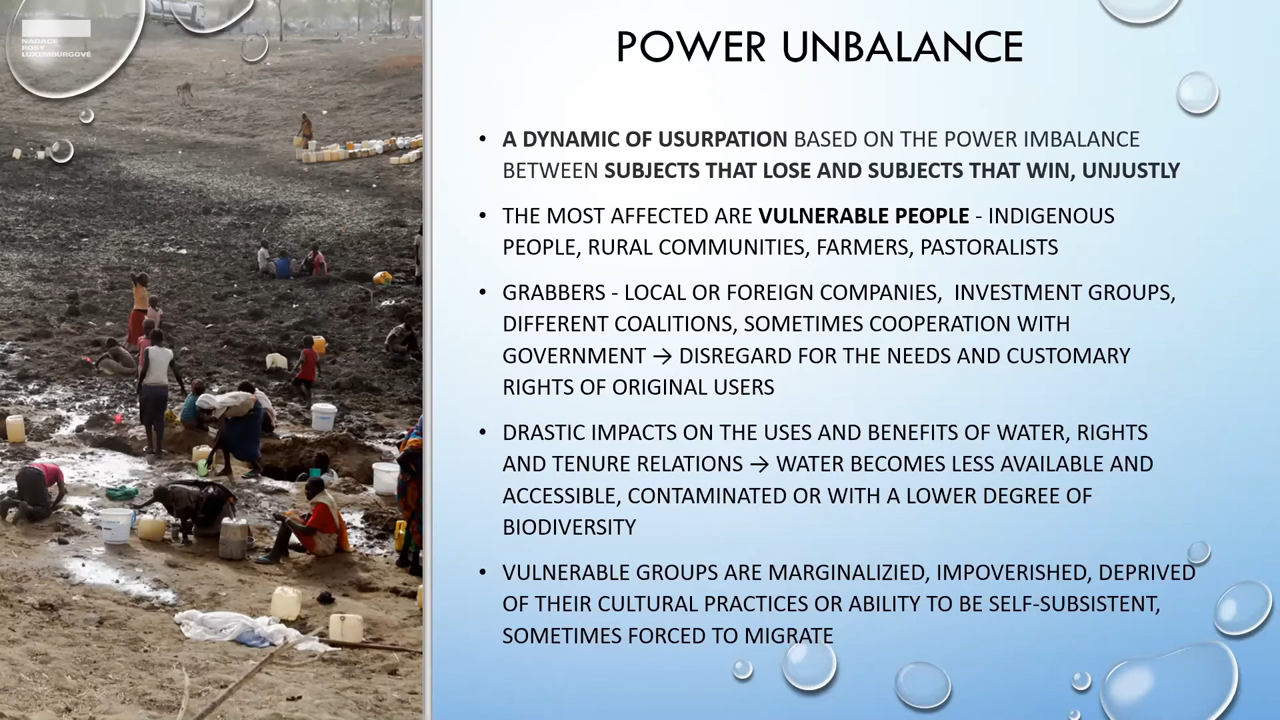 NADACE
ROSY
LUXEMBURGOVÉ
POWER UNBALANCE
• A DYNAMIC OF USURPATION BASED ON THE POWER IMBALANCE
BETWEEN SUBJECTS THAT LOSE AND SUBJECTS THAT WIN, UNJUSTLY
• THE MOST AFFECTED ARE VULNERABLE PEOPLE - INDIGENOUS
PEOPLE, RURAL COMMUNITIES, FARMERS, PASTORALISTS
• GRABBERS - LOCAL OR FOREIGN COMPANIES,  INVESTMENT GROUPS,
DIFFERENT COALITIONS, SOMETIMES COOPERATION WITH
GOVERNMENT → DISREGARD FOR THE NEEDS AND CUSTOMARY
RIGHTS OF ORIGINAL USERS
• DRASTIC IMPACTS ON THE USES AND BENEFITS OF WATER, RIGHTS
AND TENURE RELATIONS → WATER BECOMES LESS AVAILABLE AND
ACCESSIBLE, CONTAMINATED OR WITH A LOWER DEGREE OF
BIODIVERSITY
• VULNERABLE GROUPS ARE MARGINALIZIED, IMPOVERISHED, DEPRIVED
OF THEIR CULTURAL PRACTICES OR ABILITY TO BE SELF-SUBSISTENT,
SOMETIMES FORCED TO MIGRATE